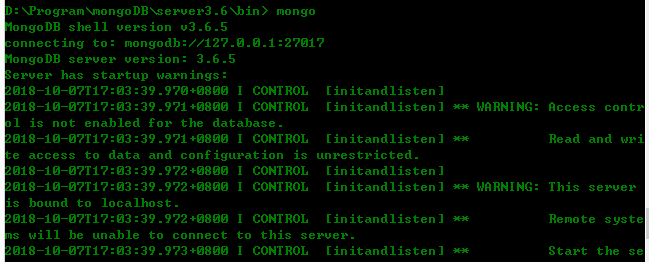 D:\Program\mongoDB\server3.6\bin> mongo
MongoDB shell version v3.6.5
connecting to: mongodb://127.0.0.1:27017
MongoDB server version: 3.6.5
Server has startup warnings:
2018-10-07T17:03:39.970+0800 I CONTROL  [initandlisten]
2018-10-07T17:03:39.971+0800 I CONTROL  [initandlisten] ** WARNING: Access contr
ol is not enabled for the database.
2018-10-07T17:03:39.971+0800 I CONTROL  [initandlisten] **          Read and wri
te access to data and configuration is unrestricted.
2018-10-07T17:03:39.972+0800 I CONTROL  [initandlisten]
2018-10-07T17:03:39.972+0800 I CONTROL  [initandlisten] ** WARNING: This server
is bound to localhost.
2018-10-07T17:03:39.972+0800 I CONTROL  [initandlisten] **          Remote syste
ms will be unable to connect to this server.
2018-10-07T17:03:39.973+0800 I CONTROL  [initandlisten] **          Start the se